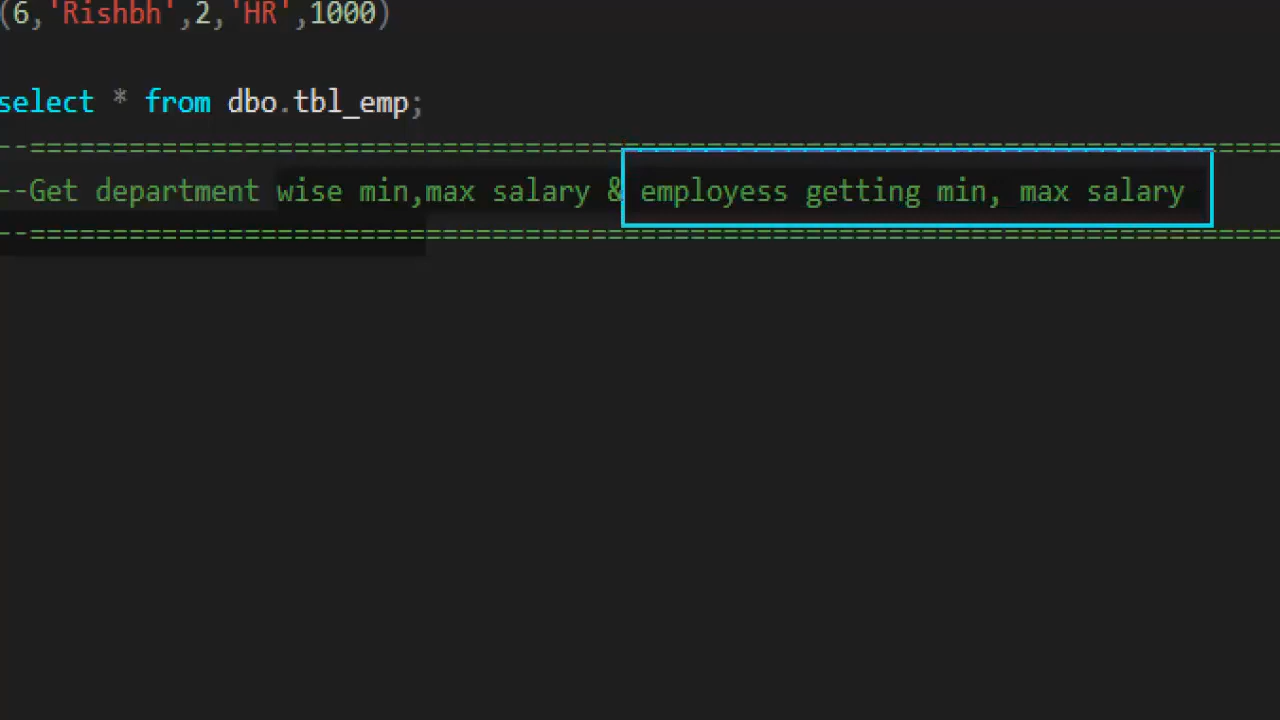 (6,'Rishbh',2,'HR',1000)
select * from dbo.tbl_emp;
--================================================================================
--Get department wise min,max salary & employess getting min, max salary
--================================================================================